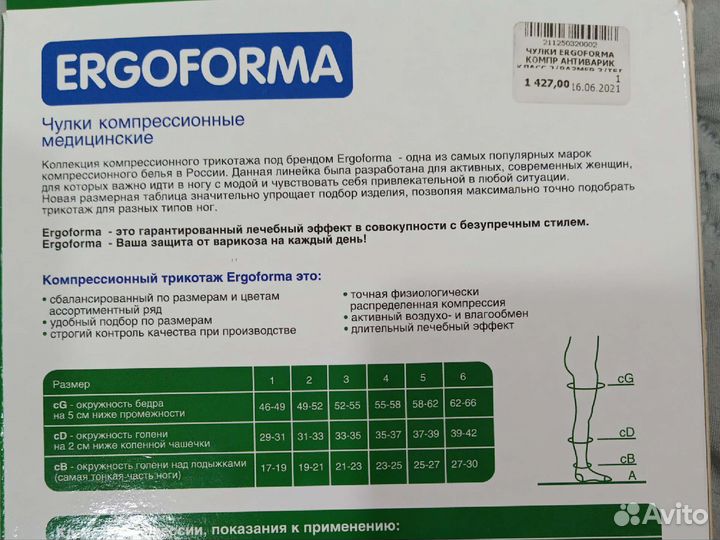 ERGOFORMA
211250320002
ЧУЛКИ ERGOFORMA
КОМПР АНТИВАРИК
КЛАСС 2/РАЗМЕР 3/ТЕЛ
1
1 427,00 16.06.2021
Чулки компрессионные
медицинские
Коллекция компрессионного трикотажа под брендом Ergoforma - одна из самых популярных марок
компрессионного белья в России. Данная линейка была разработана для активных, современных женщин,
для которых важно идти в ногу с модой и чувствовать себя привлекательной в любой ситуации.
Новая размерная таблица значительно упрощает подбор изделия, позволяя максимально точно подобрать
трикотаж для разных типов ног.
Ergoforma - это гарантированный лечебный эффект в совокупности с безупречным стилем.
Ergoforma - Ваша защита от варикоза на каждый день!
Компрессионный трикотаж Ergoforma это:
• сбалансированный по размерам и цветам
ассортиментный ряд
• удобный подбор по размерам
• строгий контроль качества при производстве
• точная физиологически
распределенная компрессия
• активный воздухо- и влагообмен
• длительный лечебный эффект
Размер 1 2 3 4 5 6
cG - окружность бедра
на 5 см ниже промежности 46-49 49-52 52-55 55-58 58-62 62-66
cD - окружность голени
на 2 см ниже коленной чашечки 29-31 31-33 33-35 35-37 37-39 39-42
cB - окружность голени над лодыжками
(самая тонкая часть ноги) 17-19 19-21 21-23 23-25 25-27 27-30
cG
cD
cB
A
ссии, показания к применению:
Avito